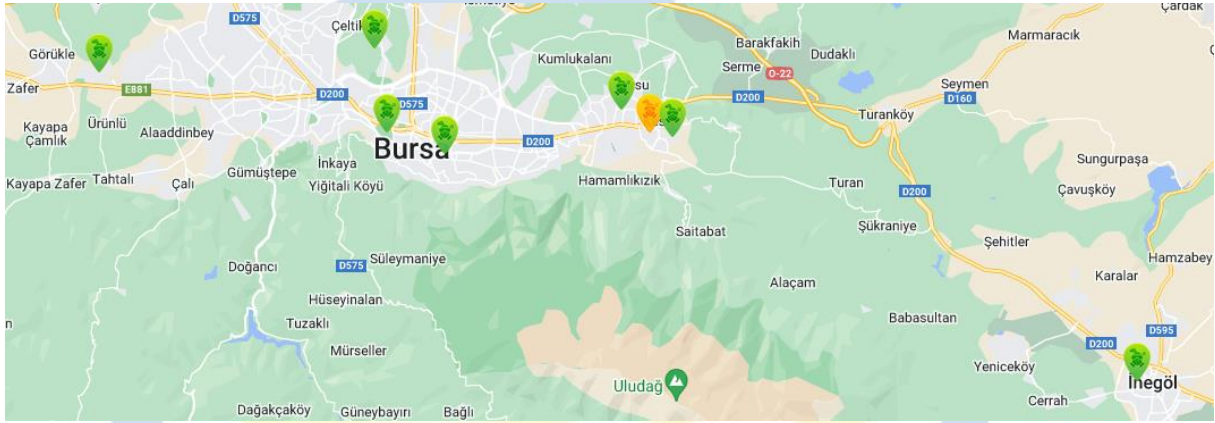 Çardak
D575
Çeltik
Marmaracık
Görükle
Barakfakih
Dudaklı
Kumlukalanı
Serme
O-22
Zafer
E881
su
Seymen
D200
D575
D200
D160
Kayapa
Çamlık
Ürünlü
Alaaddinbey
Turanköy
Bursa
D200
İnkaya
Sungurpaşa
Gümüştepe
Kayapa Zafer
Tahtalı
Çalı
Yiğitali Köyü
Hamamlıkızık
Turan
D200
Çavuşköy
Saitabat
Şükraniye
Şehitler
Hamzabey
Doğancı
D575
Süleymaniye
Karalar
Alaçam
Hüseyinalan
Babasultan
Tuzaklı
D595
D200
Mürseller
Yeniceköy
Uludağ
İnegöl
Cerrah
Dağakçaköy
Güneybayırı
Bağlı